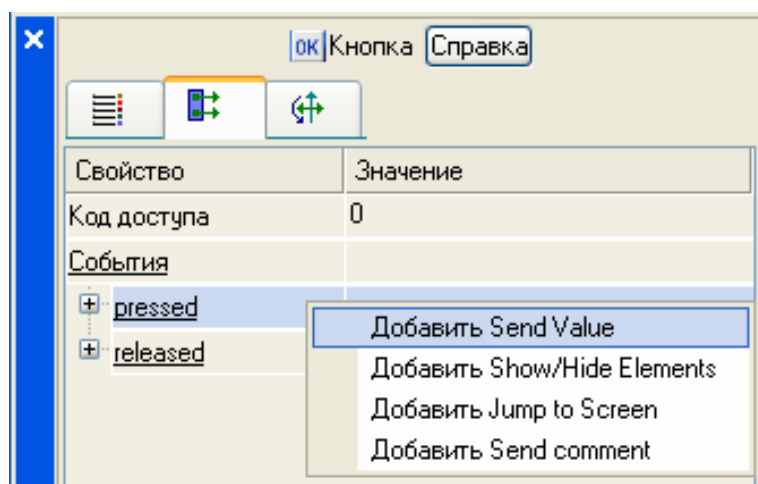 OK Кнопка Справка
Свойство Значение
Код доступа 0
События
pressed
Добавить Send Value
released
Добавить Show/Hide Elements
Добавить Jump to Screen
Добавить Send comment